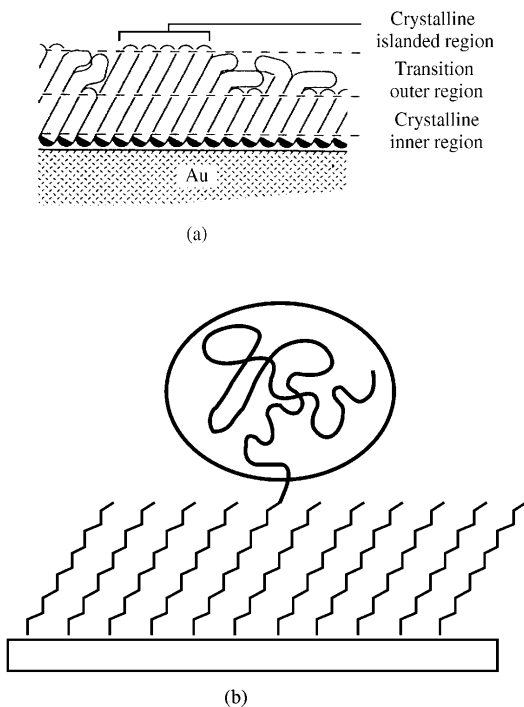 Crystalline
islanded region
Transition
outer region
Crystalline
inner region
Au
(a)
(b)